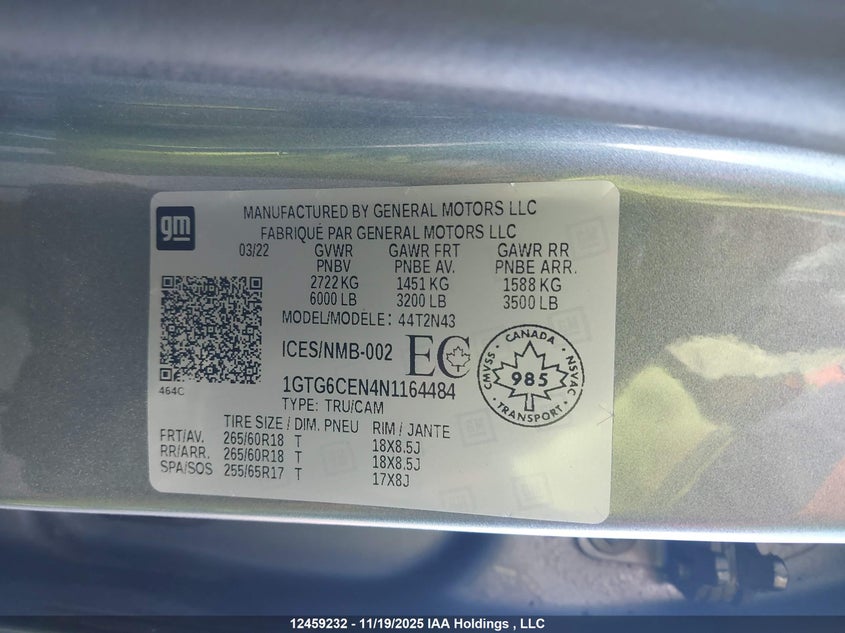 gm
MANUFACTURED BY GENERAL MOTORS LLC
FABRIQUÉ PAR GENERAL MOTORS LLC
03/22 GVWR GAWR FRT GAWR RR
PNBV PNBE AV. PNBE ARR.
2722 KG 1451 KG 1588 KG
6000 LB 3200 LB 3500 LB
MODEL/MODÈLE: 44T2N43
ICES/NMB-002 EC
CANADA
CMVSS 985 NSVAC
TRANSPORT
464C
1GTG6CEN4N1164484
TYPE: TRU/CAM
TIRE SIZE / DIM. PNEU RIM / JANTE
FRT/AV. 265/60R18 T 18X8.5J
RR/ARR. 265/60R18 T 18X8.5J
SPA/SOS 255/65R17 T 17X8J
12459232 - 11/19/2025 IAA Holdings , LLC